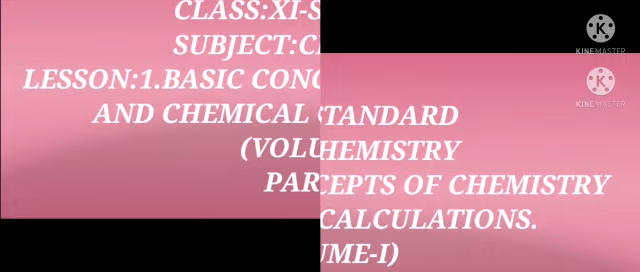 CLASS:XI-S
SUBJECT:C
LESSON:1.BASIC CONC
AND CHEMICAL
(VOLU
PAR
KINEMASTER
KINEMASTER
TANDARD
HEMISTRY
CEPTS OF CHEMISTRY
CALCULATIONS.
UME-I)